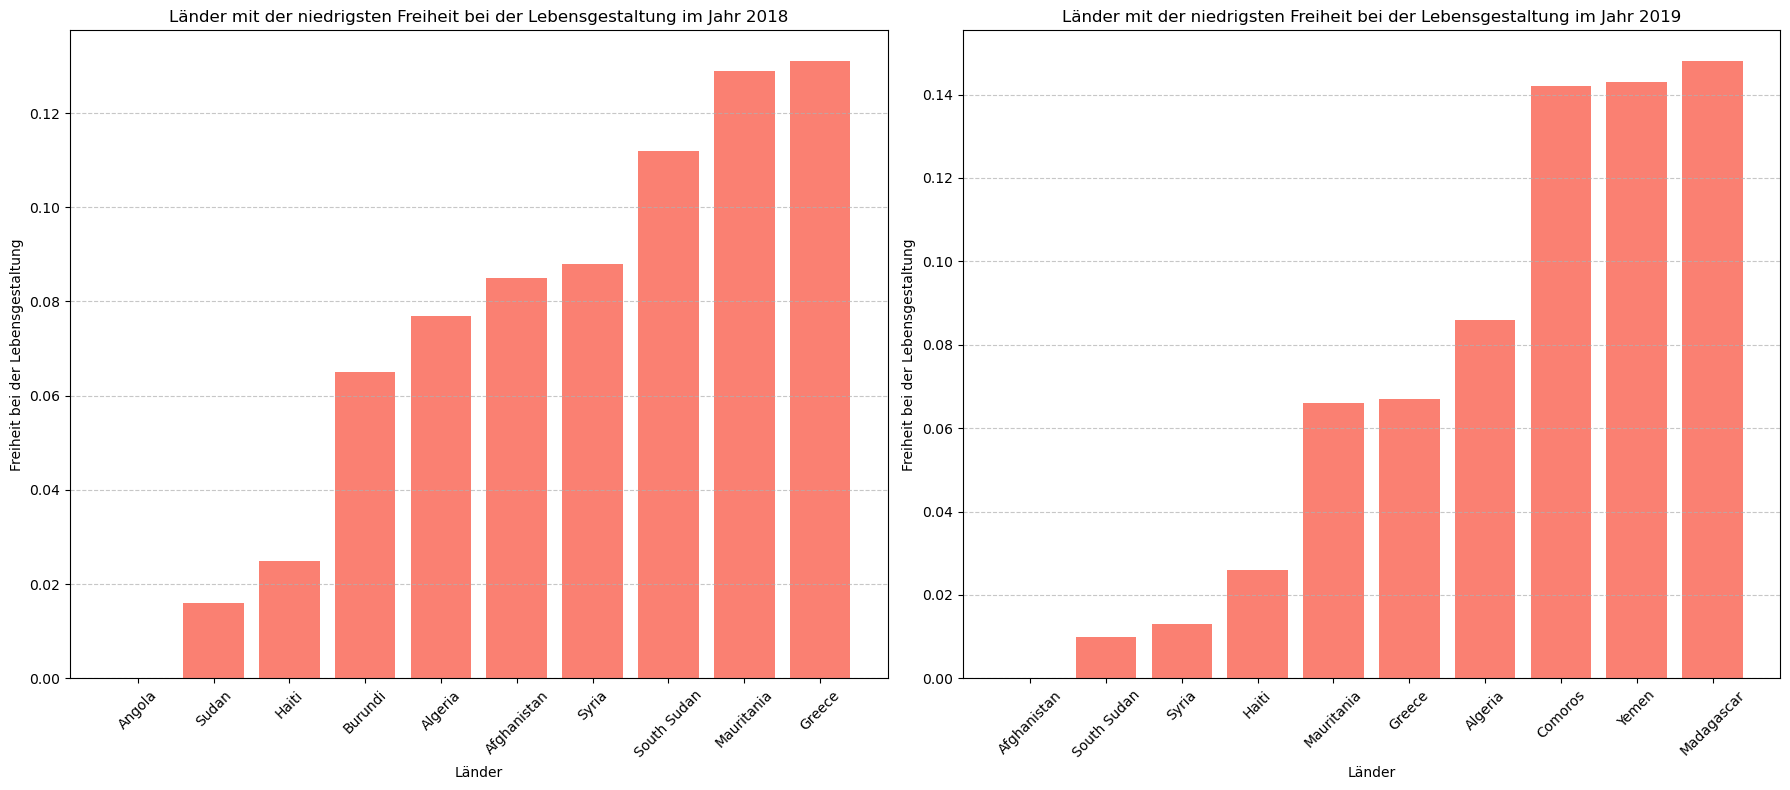 Länder mit der niedrigsten Freiheit bei der Lebensgestaltung im Jahr 2018
Freiheit bei der Lebensgestaltung
0.12
0.10
0.08
0.06
0.04
0.02
0.00
Angola
Sudan
Haiti
Burundi
Algeria
Afghanistan
Syria
South Sudan
Mauritania
Greece
Länder
Länder mit der niedrigsten Freiheit bei der Lebensgestaltung im Jahr 2019
Freiheit bei der Lebensgestaltung
0.14
0.12
0.10
0.08
0.06
0.04
0.02
0.00
Afghanistan
South Sudan
Syria
Haiti
Mauritania
Greece
Algeria
Comoros
Yemen
Madagascar
Länder